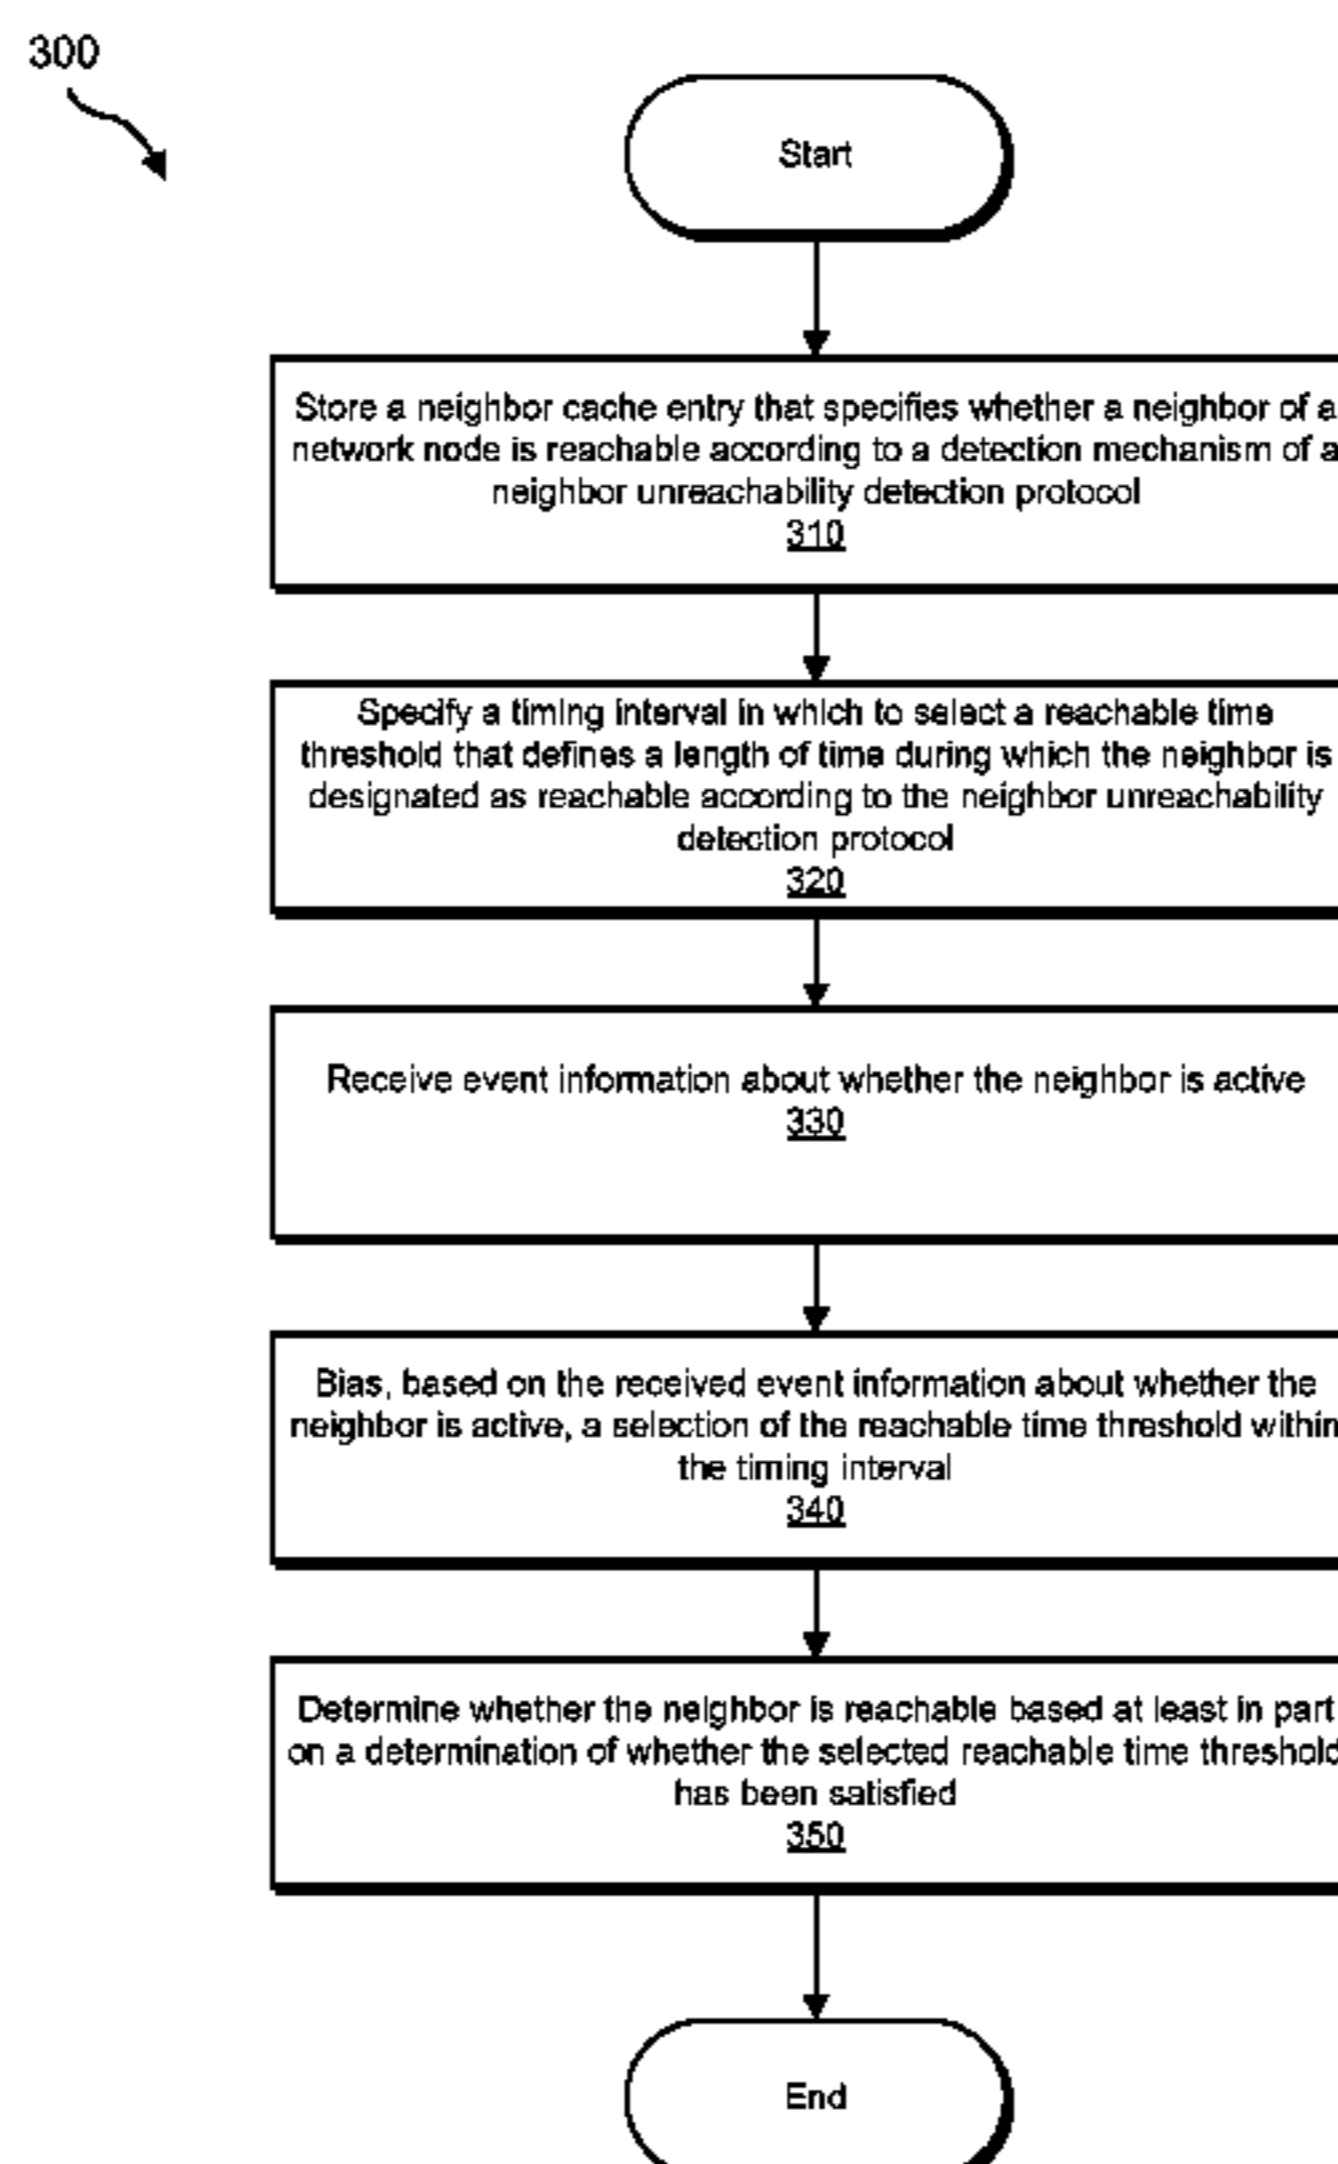 300
Start
Store a neighbor cache entry that specifies whether a neighbor of a
network node is reachable according to a detection mechanism of a
neighbor unreachability detection protocol
310
Specify a timing interval in which to select a reachable time
threshold that defines a length of time during which the neighbor is
designated as reachable according to the neighbor unreachability
detection protocol
320
Receive event information about whether the neighbor is active
330
Bias, based on the received event information about whether the
neighbor is active, a selection of the reachable time threshold within
the timing interval
340
Determine whether the neighbor is reachable based at least in part
on a determination of whether the selected reachable time threshold
has been satisfied
350
End